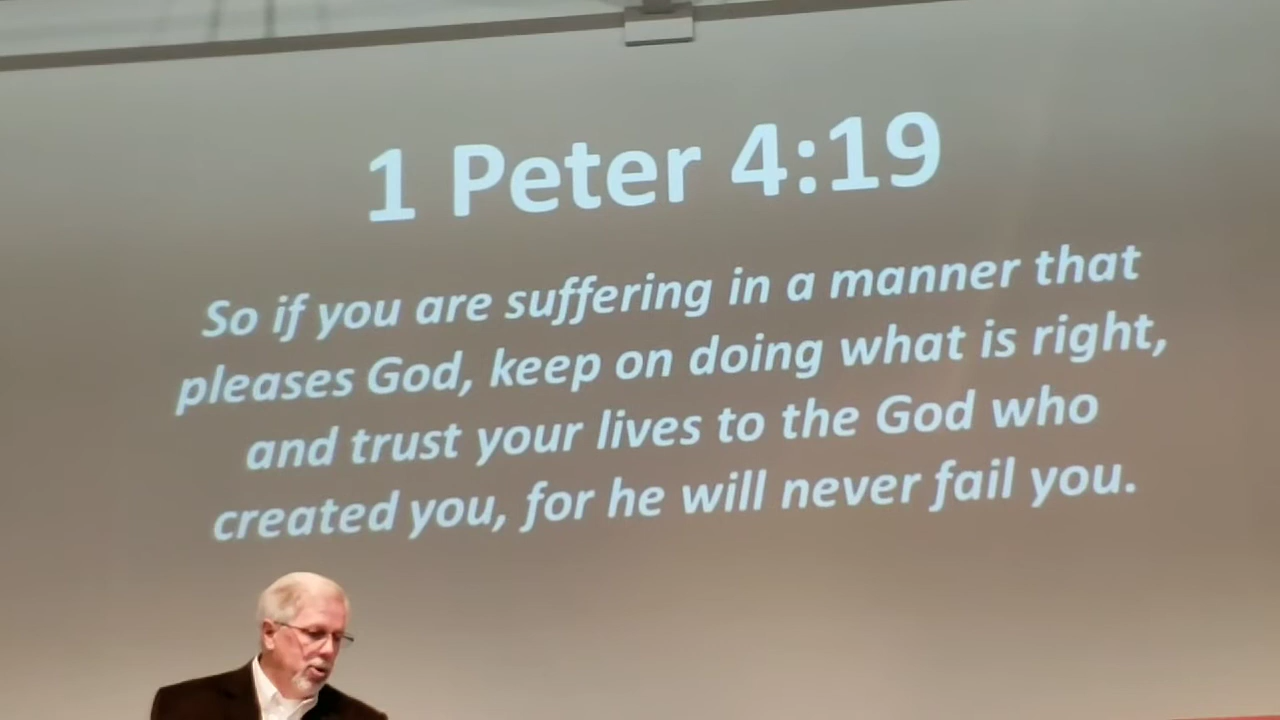 1 Peter 4:19
So if you are suffering in a manner that
pleases God, keep on doing what is right,
and trust your lives to the God who
created you, for he will never fail you.